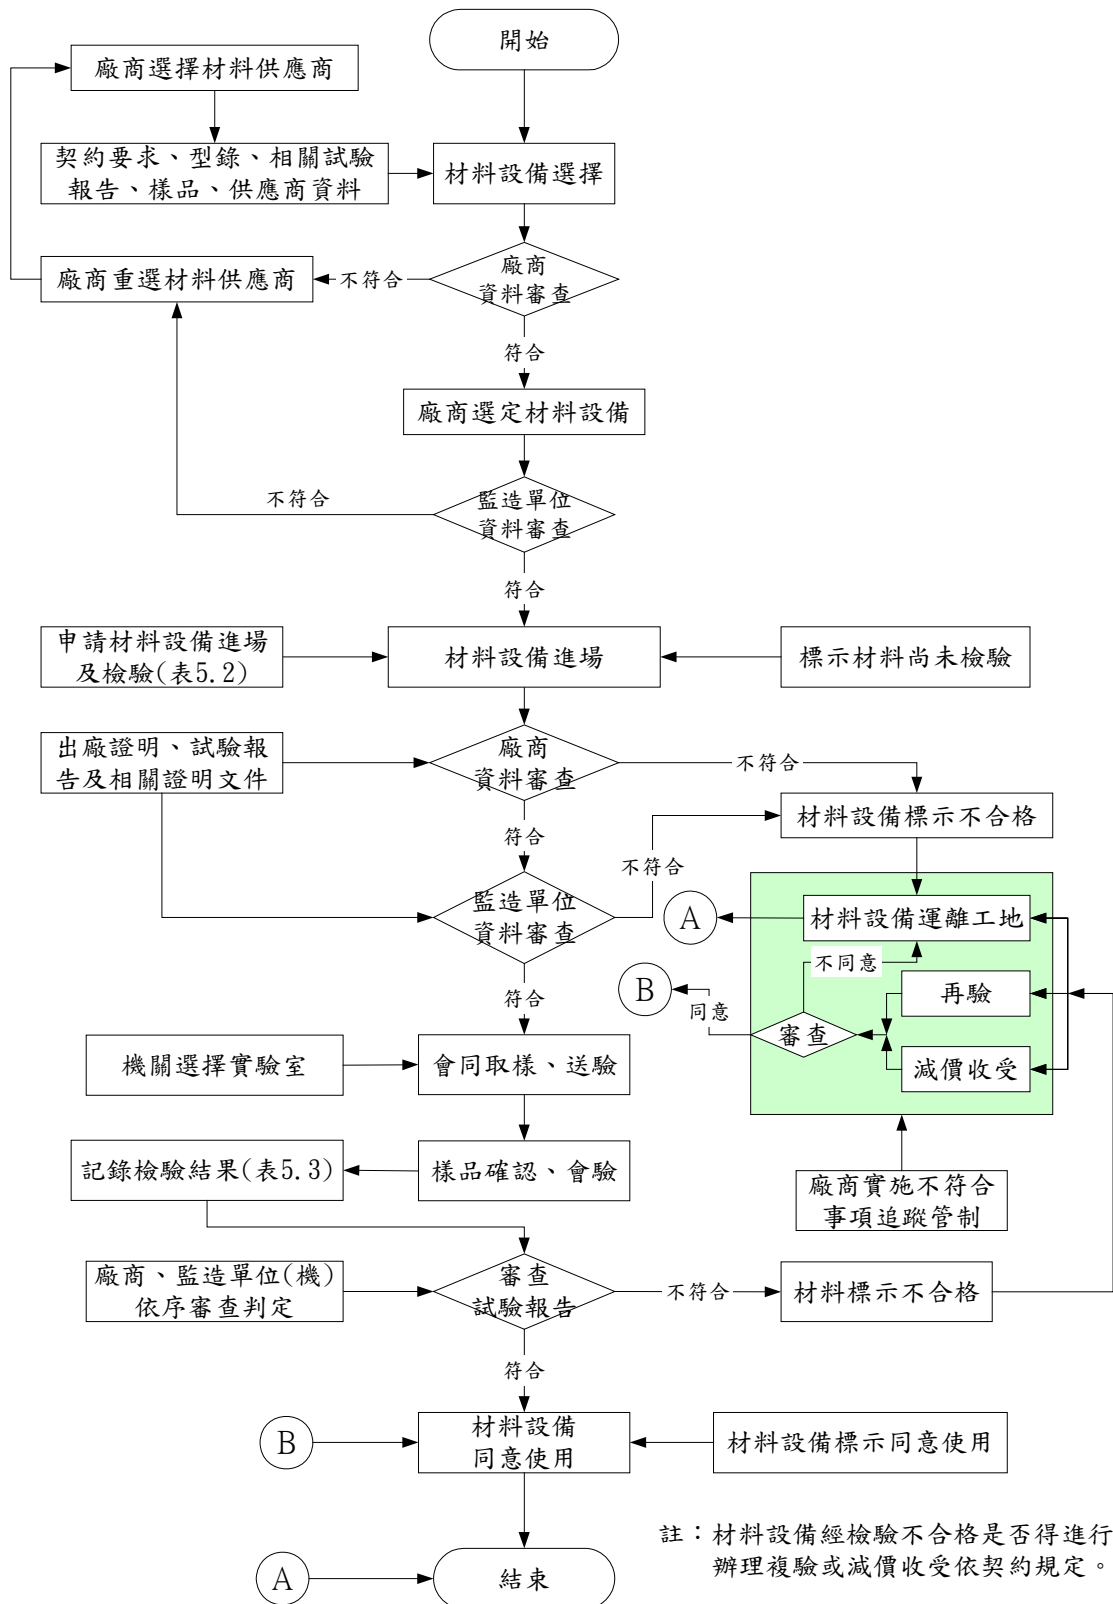 開始
廠商選擇材料供應商
契約要求、型錄、相關試驗
報告、樣品、供應商資料
材料設備選擇
廠商重選材料供應商
不符合
廠商
資料審查
符合
廠商選定材料設備
不符合
監造單位
資料審查
符合
申請材料設備進場
及檢驗(表5.2)
材料設備進場
標示材料尚未檢驗
出廠證明、試驗報
告及相關證明文件
廠商
資料審查
不符合
材料設備標示不合格
符合
不符合
監造單位
資料審查
A
材料設備運離工地
不同意
B
同意
再驗
審查
減價收受
符合
機關選擇實驗室
會同取樣、送驗
記錄檢驗結果(表5.3)
樣品確認、會驗
廠商實施不符合
事項追蹤管制
廠商、監造單位(機)
依序審查判定
審查
試驗報告
不符合
材料標示不合格
符合
B
材料設備
同意使用
材料設備標示同意使用
註：材料設備經檢驗不合格是否得進行
辦理複驗或減價收受依契約規定。
A
結束